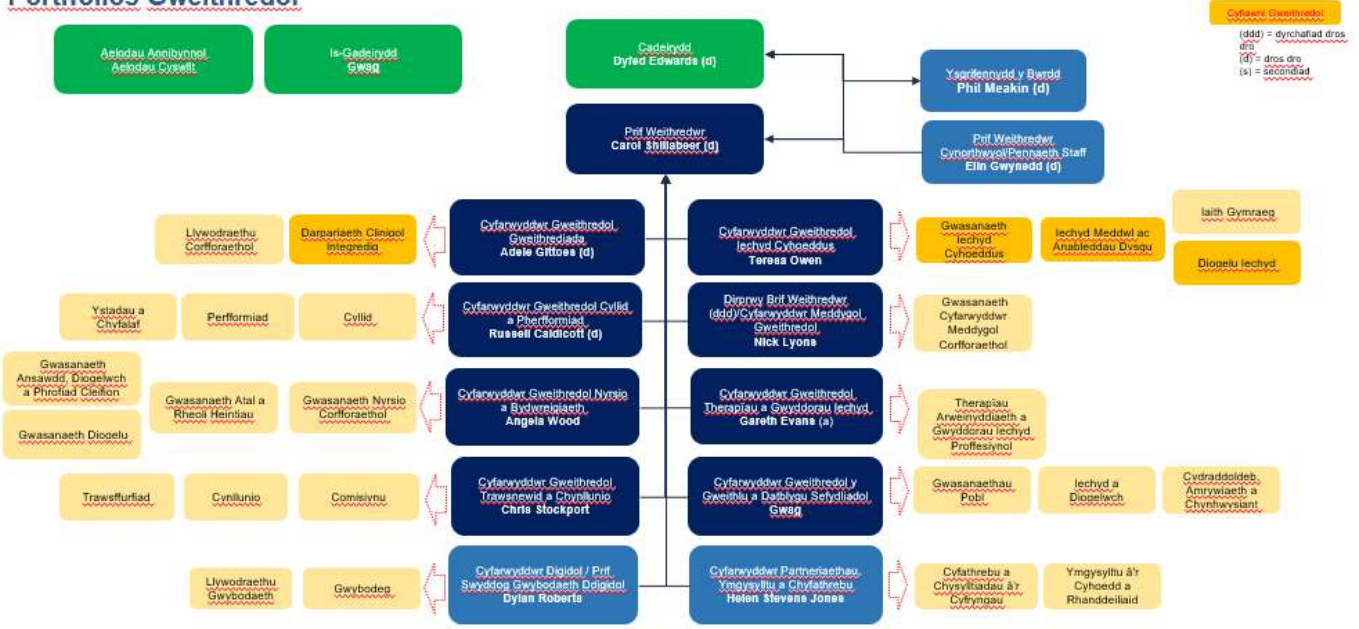 Portffolios Gweithredol
Cyflawni Gweithredol
(ddd) = dyrchafiad dros
dro
(d) = dros dro
(s) = secondiad
Aelodau Annibynnol
Aelodau Cyswllt
Is-Gadeirydd
Gwag
Cadeirydd
Dyfed Edwards (d)
Ysgrifennydd y Bwrdd
Phil Meakin (d)
Prif Weithredwr
Carol Shillabeer (d)
Prif Weithredwr
Cynorthwyol/Pennaeth Staff
Elin Gwynedd (d)
Llywodraethu
Corfforaethol
Darpariaeth Clinigol
Integredig
Cyfarwyddwr Gweithredol
Gweithrediada
Adele Gittoes (d)
Cyfarwyddwr Gweithredol
Iechyd Cyhoeddus
Teresa Owen
Gwasanaeth
Iechyd
Cyhoeddus
Iechyd Meddwl ac
Anableddau Dysgu
Iaith Gymraeg
Diogelu Iechyd
Ystadau a
Chyfalaf
Perfformiad
Cyllid
Cyfarwyddwr Gweithredol Cyllid
a Pherfformiad
Russell Caldicott (d)
Dirprwy Brif Weithredwr
(ddd)/Cyfarwyddwr Meddygol
Gweithredol
Nick Lyons
Gwasanaeth
Cyfarwyddwr
Meddygol
Corfforaethol
Gwasanaeth
Ansawdd, Diogelwch
a Phrofiad Cleifion
Gwasanaeth Diogelu
Gwasanaeth Atal a
Rheoli Heintiau
Gwasanaeth Nyrsio
Corfforaethol
Cyfarwyddwr Gweithredol Nyrsio
a Bydwreigiaeth
Angela Wood
Cyfarwyddwr Gweithredol
Therapïau a Gwyddorau Iechyd
Gareth Evans (a)
Therapïau
Arweinyddiaeth a
Gwyddorau Iechyd
Proffesiynol
Trawsffurfiad
Cynllunio
Comisiynu
Cyfarwyddwr Gweithredol
Trawsnewid a Chynllunio
Chris Stockport
Cyfarwyddwr Gweithredol y
Gweithlu a Datblygu Sefydliadol
Gwag
Gwasanaethau
Pobl
Iechyd a
Diogelwch
Cydraddoldeb,
Amrywiaeth a
Chynhwysiant
Llywodraethu
Gwybodaeth
Gwybodeg
Cyfarwyddwr Digidol / Prif
Swyddog Gwybodaeth Ddigidol
Dylan Roberts
Cyfarwyddwr Partneriaethau,
Ymgysylltu a Chyfathrebu
Helen Stevens Jones
Cyfathrebu a
Chysylltiadau â'r
Cyfryngau
Ymgysylltu â'r
Cyhoedd a
Rhanddeiliaid